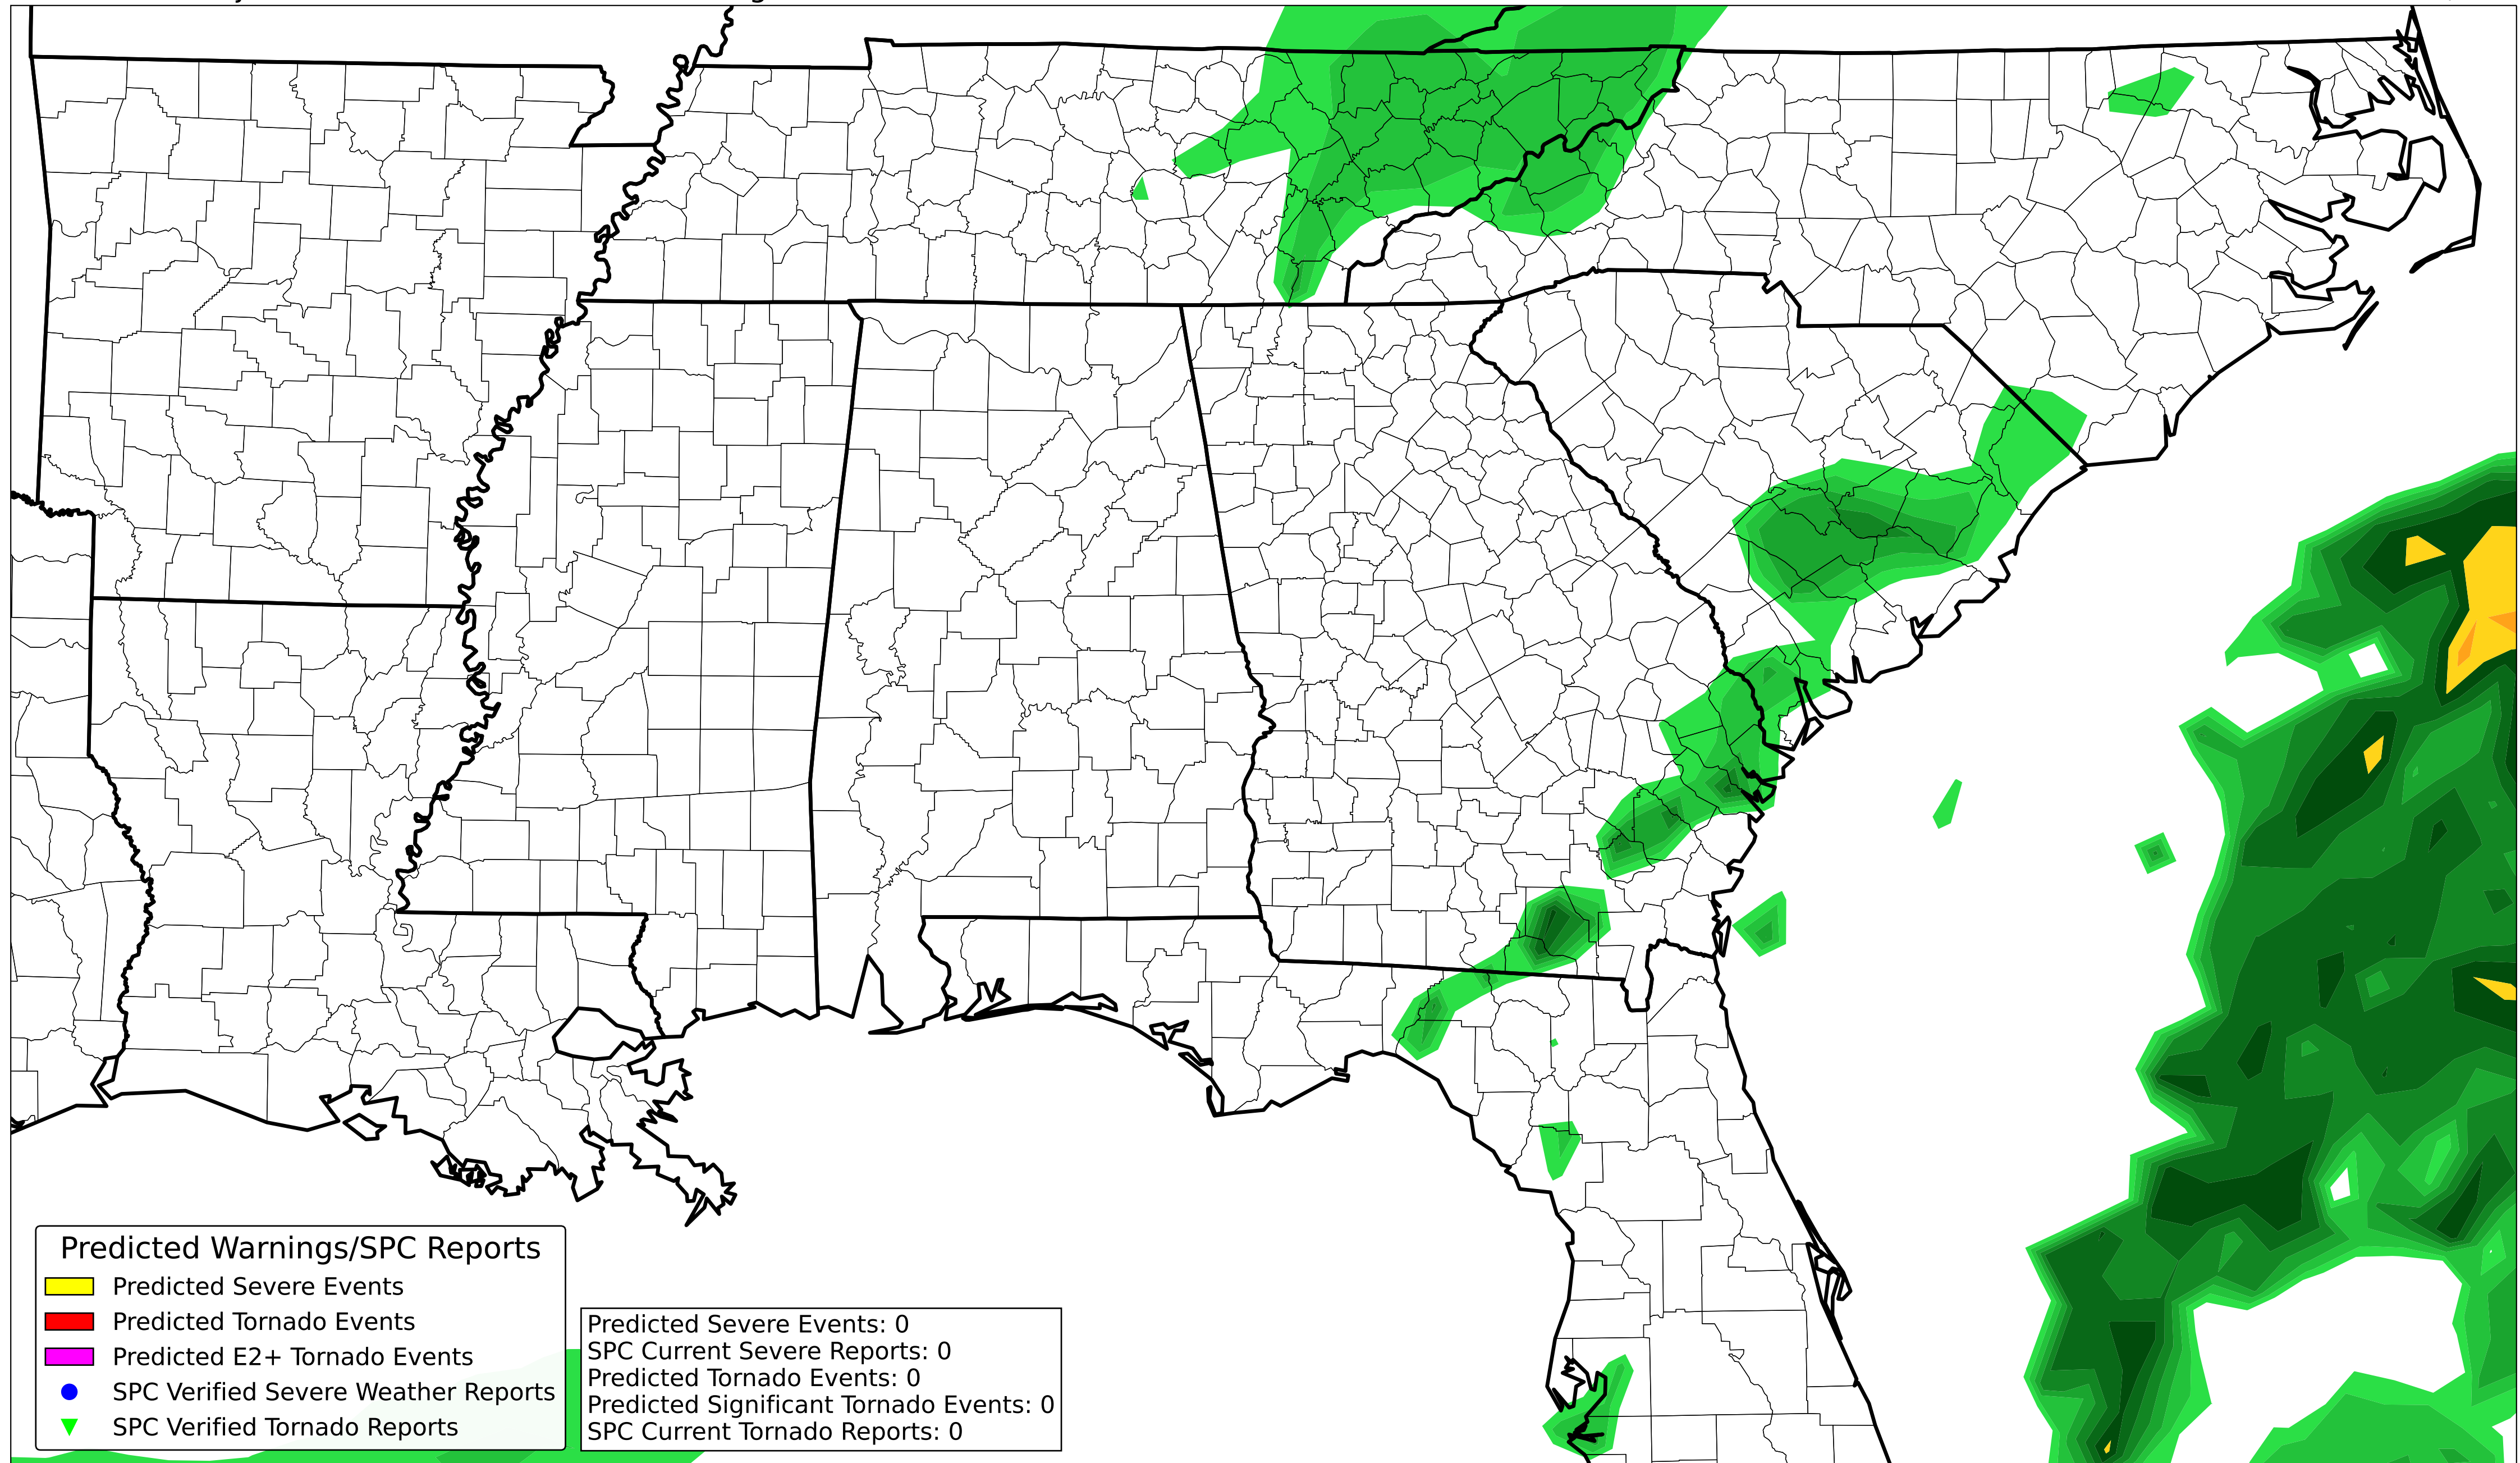 Predicted Warnings/SPC Reports
Predicted Severe Events
Predicted Tornado Events
Predicted E2+ Tornado Events
SPC Verified Severe Weather Reports
SPC Verified Tornado Reports
Predicted Severe Events: 0
SPC Current Severe Reports: 0
Predicted Tornado Events: 0
Predicted Significant Tornado Events: 0
SPC Current Tornado Reports: 0